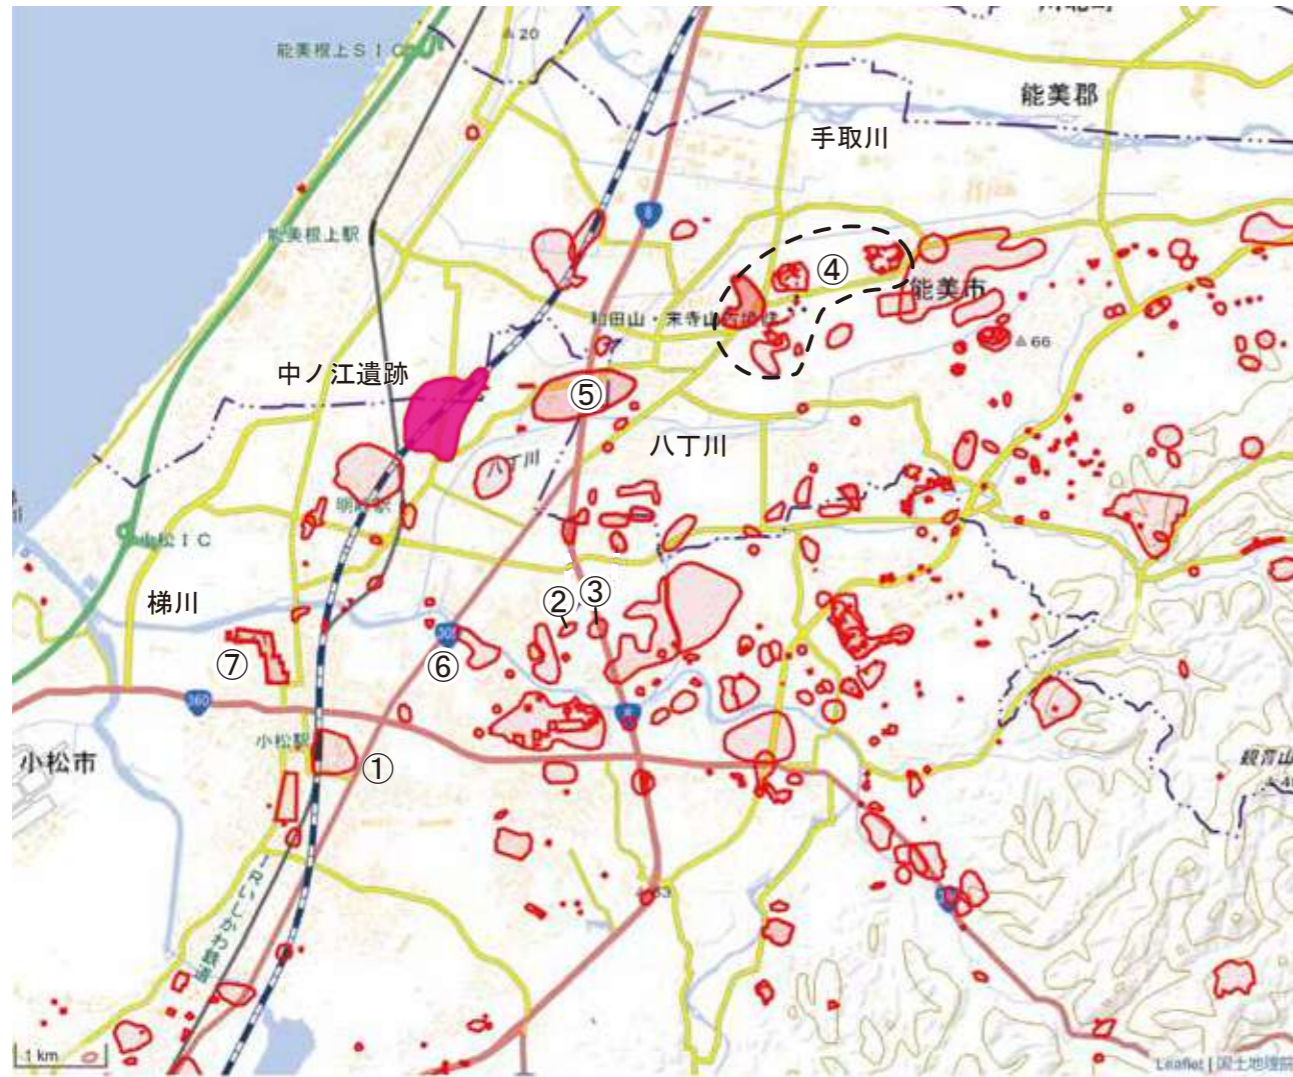 能美根上ＳＩＣ
20
能美郡
手取川
8
能美根上駅
④
能美市
和田山・末寺山古墳群
66
中ノ江遺跡
⑤
八丁川
八丁川
明峰駅
小松ＩＣ
梯川
②
③
305
⑥
⑦
360
小松駅
小松市
①
観音山
ＩＲいしかわ鉄道
1 km
Leaflet | 国土地理院